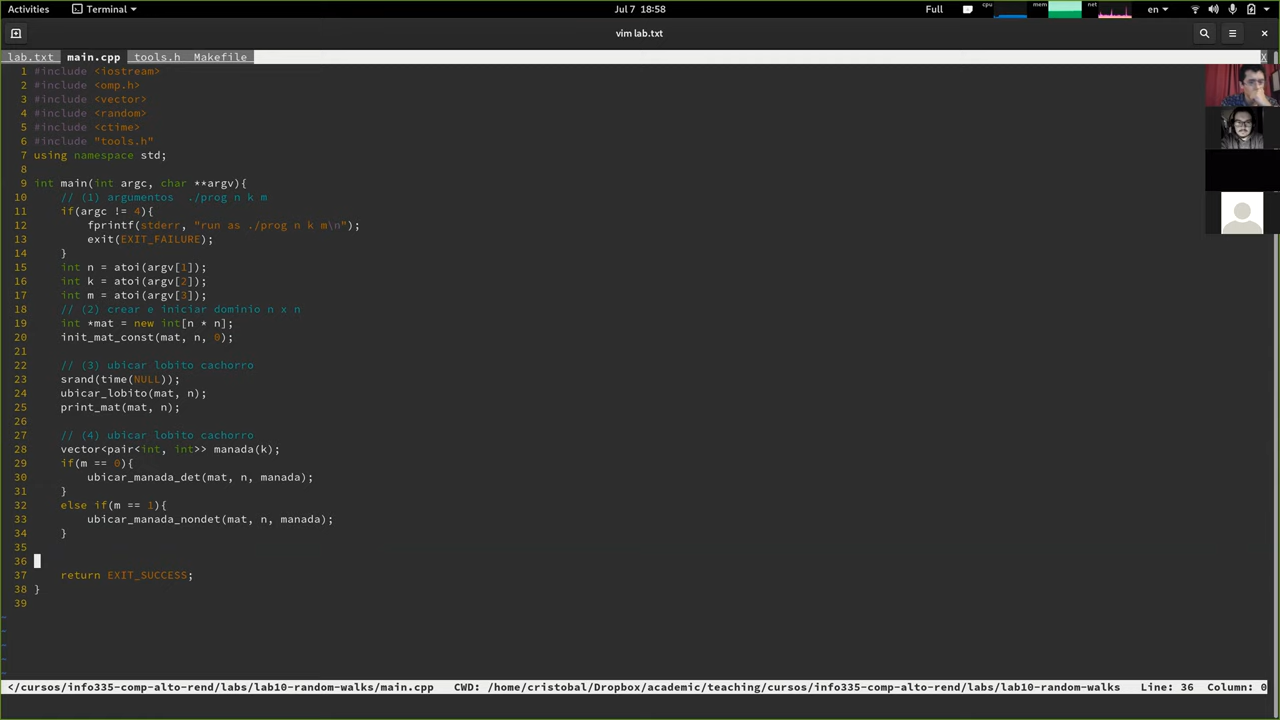 Activities Terminal Jul 7 18:58 Full cpu mem net en
vim lab.txt
lab.txt main.cpp tools.h Makefile X
1 #include <iostream>
2 #include <omp.h>
3 #include <vector>
4 #include <random>
5 #include <ctime>
6 #include "tools.h"
7 using namespace std;
8
9 int main(int argc, char **argv){
10     // (1) argumentos  ./prog n k m
11     if(argc != 4){
12         fprintf(stderr, "run as ./prog n k m\n");
13         exit(EXIT_FAILURE);
14     }
15     int n = atoi(argv[1]);
16     int k = atoi(argv[2]);
17     int m = atoi(argv[3]);
18     // (2) crear e iniciar dominio n x n
19     int *mat = new int[n * n];
20     init_mat_const(mat, n, 0);
21
22     // (3) ubicar lobito cachorro
23     srand(time(NULL));
24     ubicar_lobito(mat, n);
25     print_mat(mat, n);
26
27     // (4) ubicar lobito cachorro
28     vector<pair<int, int>> manada(k);
29     if(m == 0){
30         ubicar_manada_det(mat, n, manada);
31     }
32     else if(m == 1){
33         ubicar_manada_nondet(mat, n, manada);
34     }
35
36
37     return EXIT_SUCCESS;
38 }
39
~
~
~
~
~
</cursos/info335-comp-alto-rend/labs/lab10-random-walks/main.cpp   CWD: /home/cristobal/Dropbox/academic/teaching/cursos/info335-comp-alto-rend/labs/lab10-random-walks   Line: 36  Column: 0